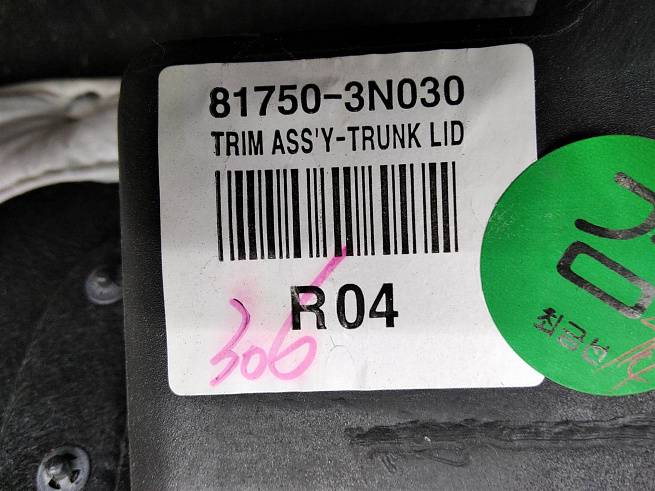 81750-3N030
TRIM ASS'Y-TRUNK LID
R04
306